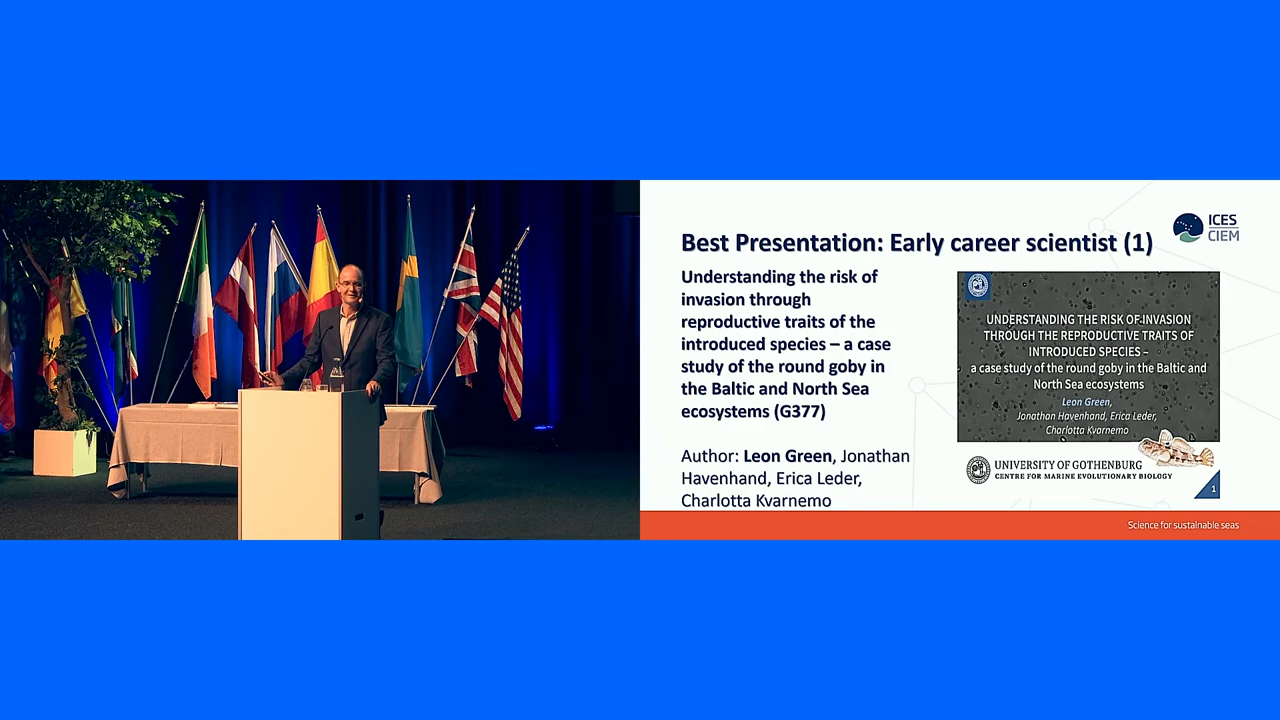 ICES
CIEM
Best Presentation: Early career scientist (1)
Understanding the risk of
invasion through
reproductive traits of the
introduced species – a case
study of the round goby in
the Baltic and North Sea
ecosystems (G377)
Author: Leon Green, Jonathan
Havenhand, Erica Leder,
Charlotta Kvarnemo
UNDERSTANDING THE RISK OF INVASION
THROUGH THE REPRODUCTIVE TRAITS OF
INTRODUCED SPECIES –
a case study of the round goby in the Baltic and
North Sea ecosystems
Leon Green,
Jonathan Havenhand, Erica Leder,
Charlotta Kvarnemo
UNIVERSITY OF GOTHENBURG
CENTRE FOR MARINE EVOLUTIONARY BIOLOGY
1
Science for sustainable seas